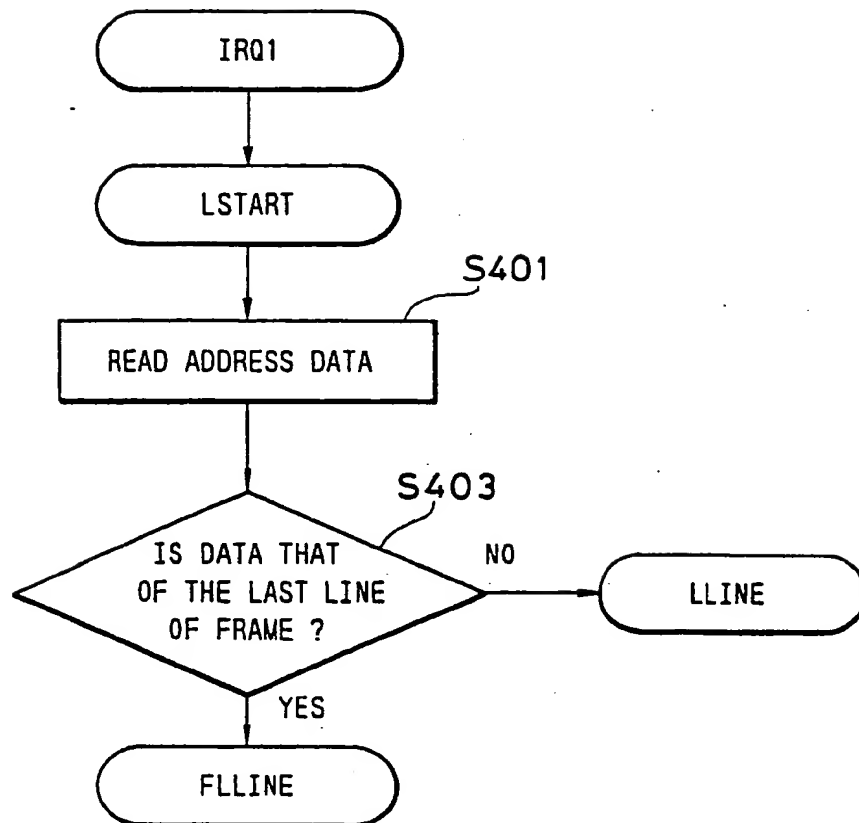 IRQ1
LSTART
S401
READ ADDRESS DATA
S403
IS DATA THAT
OF THE LAST LINE
OF FRAME ?
NO
LLINE
YES
FLLINE